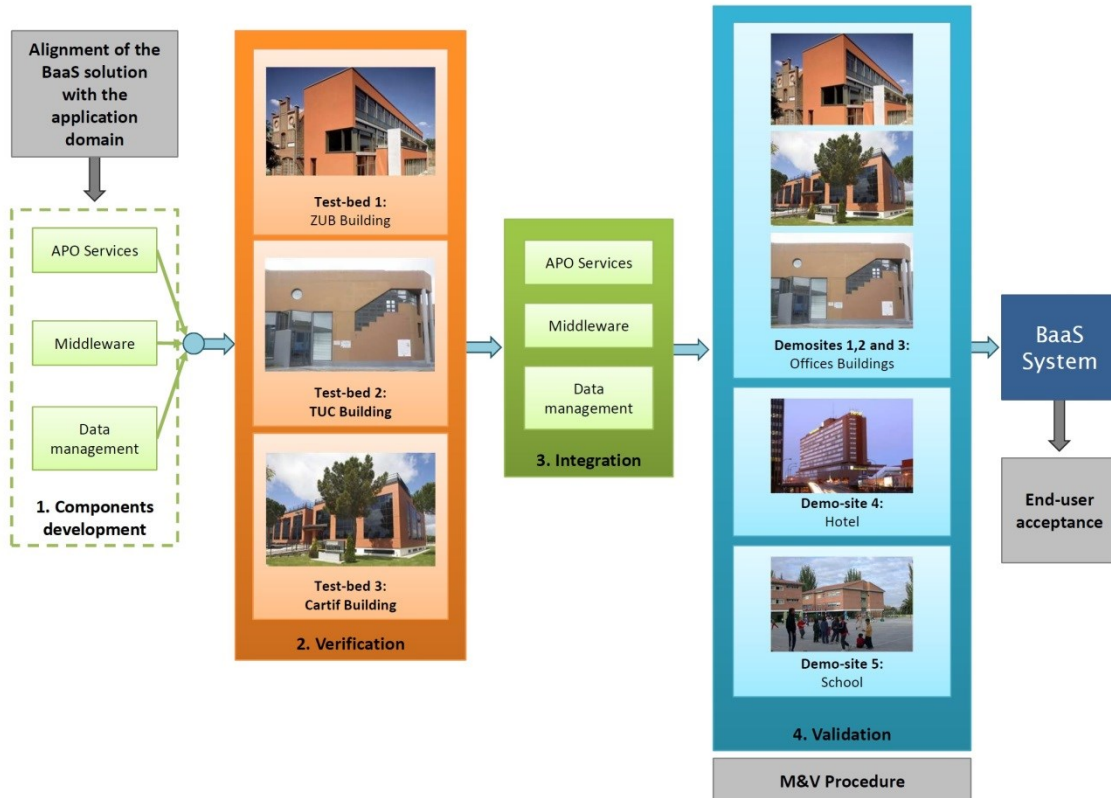 Alignment of the
BaaS solution
with the
application
domain
APO Services
Middleware
Data
management
1. Components
development
Test-bed 1:
ZUB Building
Test-bed 2:
TUC Building
Test-bed 3:
Cartif Building
2. Verification
APO Services
Middleware
Data
management
3. Integration
Demosites 1,2 and 3:
Offices Buildings
Demo-site 4:
Hotel
Demo-site 5:
School
4. Validation
M&V Procedure
BaaS
System
End-user
acceptance